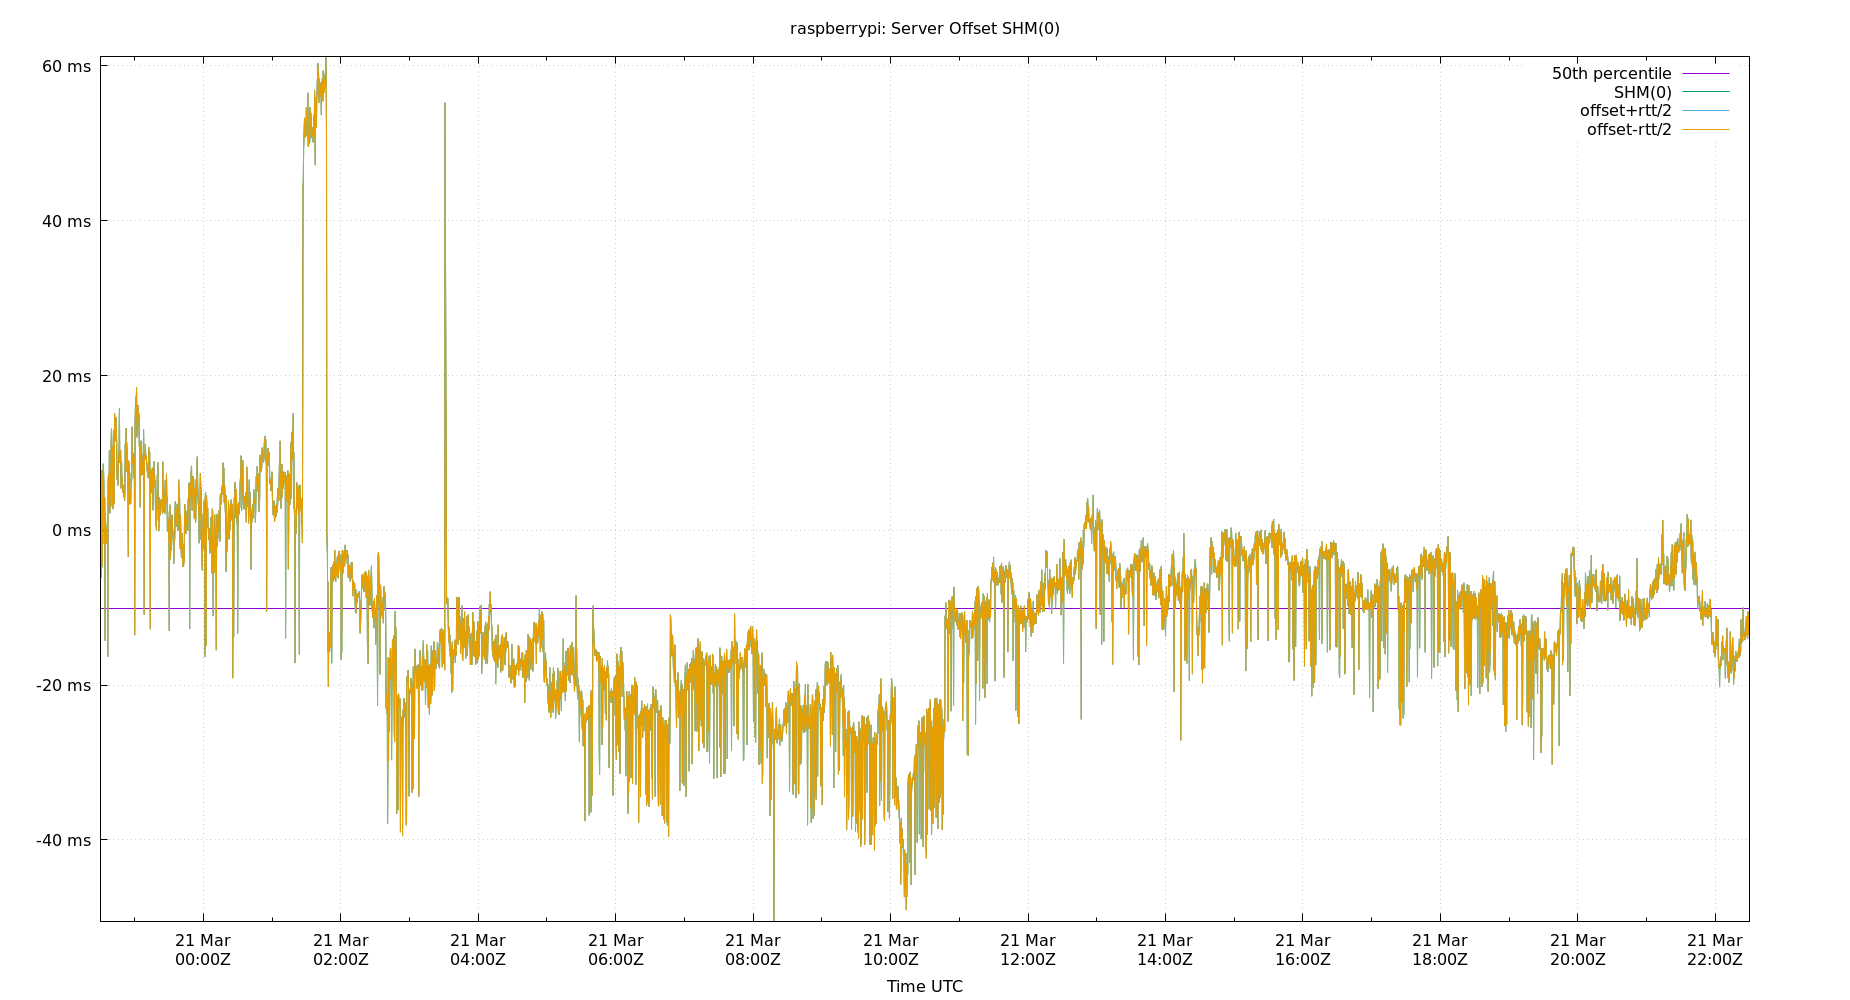 raspberrypi: Server Offset SHM(0)
60 ms
40 ms
20 ms
0 ms
-20 ms
-40 ms
50th percentile
SHM(0)
offset+rtt/2
offset-rtt/2
21 Mar 21 Mar 21 Mar 21 Mar 21 Mar 21 Mar 21 Mar 21 Mar 21 Mar 21 Mar 21 Mar 21 Mar
00:00Z 02:00Z 04:00Z 06:00Z 08:00Z 10:00Z 12:00Z 14:00Z 16:00Z 18:00Z 20:00Z 22:00Z
Time UTC